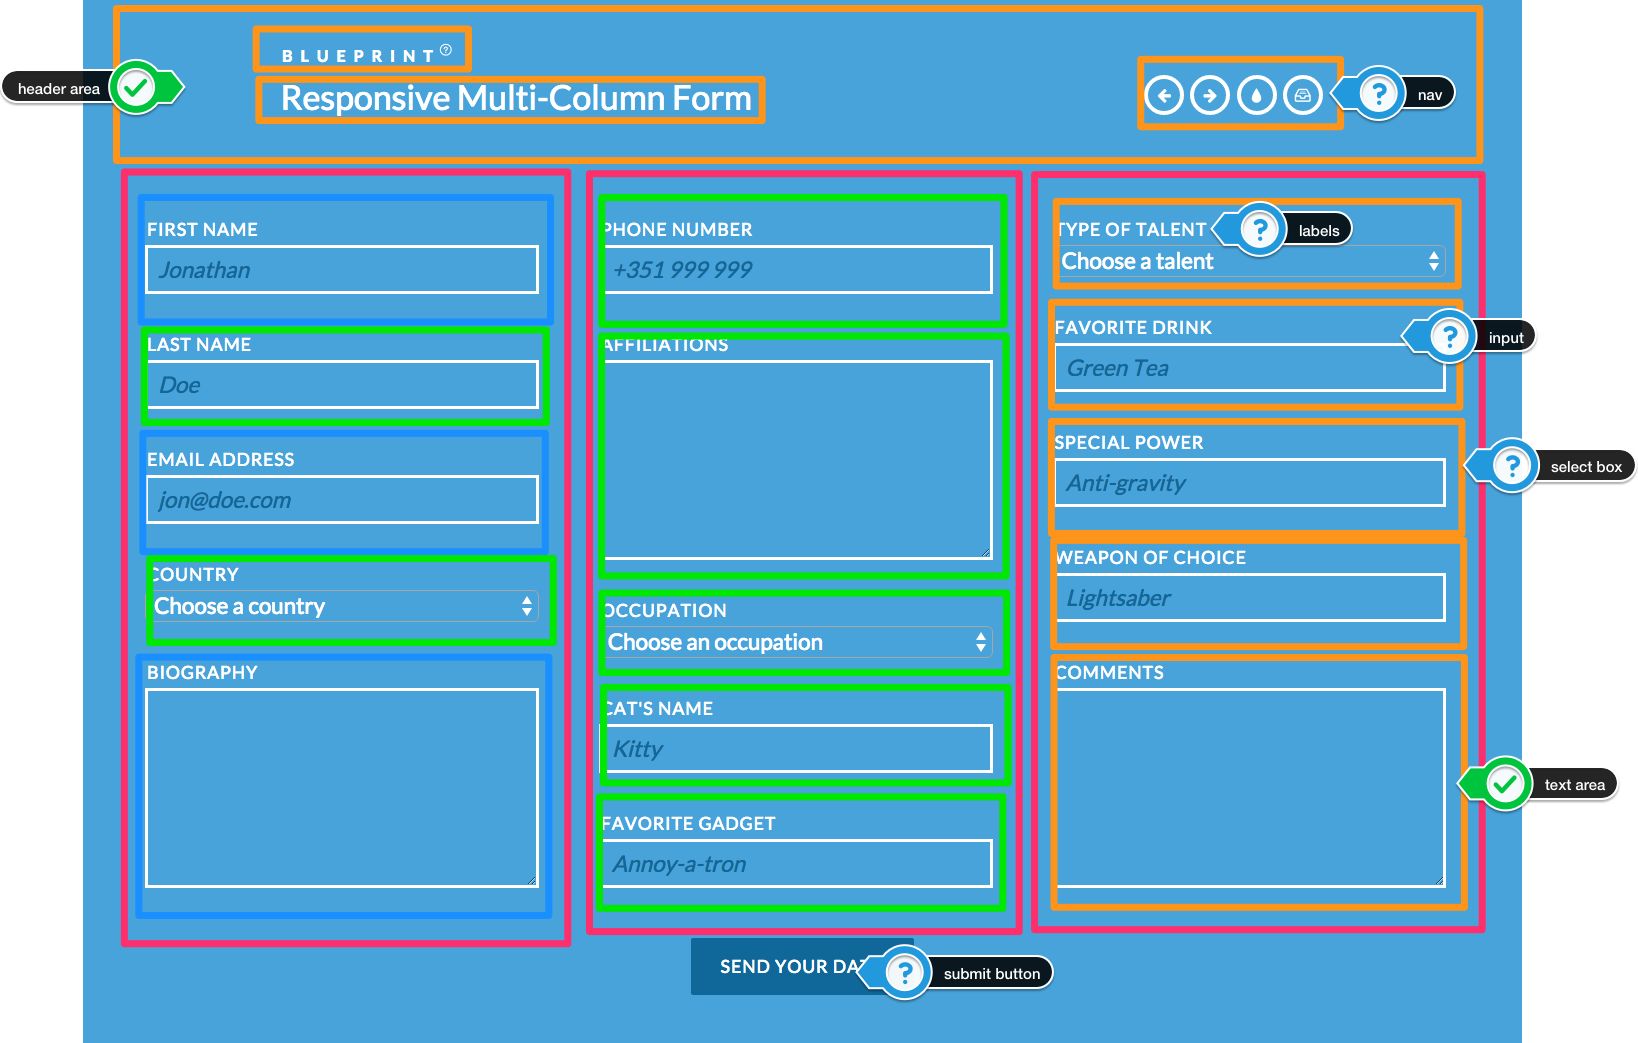 BLUEPRINT
Responsive Multi-Column Form
header area
nav
FIRST NAME
Jonathan
LAST NAME
Doe
EMAIL ADDRESS
jon@doe.com
COUNTRY
Choose a country
BIOGRAPHY
PHONE NUMBER
+351 999 999
AFFILIATIONS
OCCUPATION
Choose an occupation
CAT'S NAME
Kitty
FAVORITE GADGET
Annoy-a-tron
TYPE OF TALENT
labels
Choose a talent
FAVORITE DRINK
input
Green Tea
SPECIAL POWER
select box
Anti-gravity
WEAPON OF CHOICE
Lightsaber
COMMENTS
text area
SEND YOUR DA
submit button